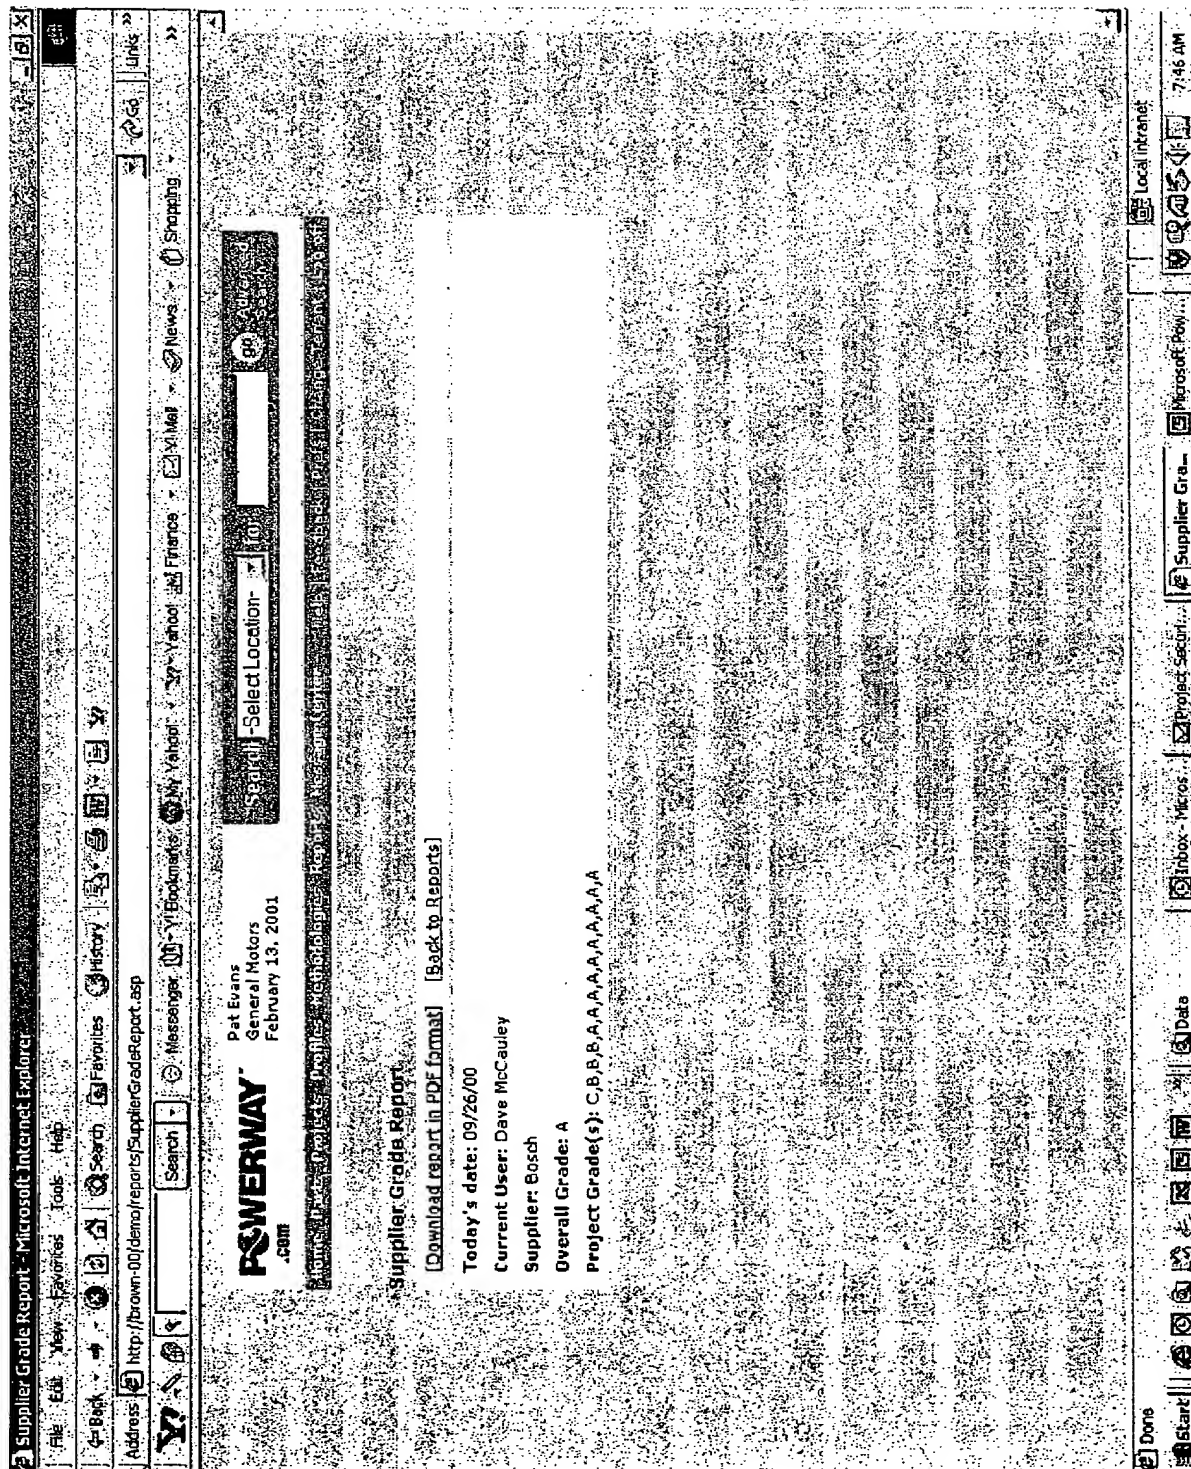 Supplier Grade Report - Microsoft Internet Explorer
File Edit View Favorites Tools Help
Back Search Favorites History
Address http://brown-00/demo/reports/SupplierGradeReport.asp Go Links »
Y! Search Messenger Y! Bookmarks My Yahoo! Yahoo! Finance Y! Mail News Shopping »
POWERWAY
.com
Pat Evans
General Motors
February 13, 2001
Search -Select Location- for go Advanced Search
Supplier Grade Report
[Download report in PDF format] [Back to Reports]
Today's date: 09/26/00
Current User: Dave McCauley
Supplier: Bosch
Overall Grade: A
Project Grade(s): C,B,B,B,A,A,A,A,A,A,A,A,A
Done Local intranet
Start Data Inbox - Micros... Project Securi... Supplier Gra... Microsoft Pow... 7:46 AM